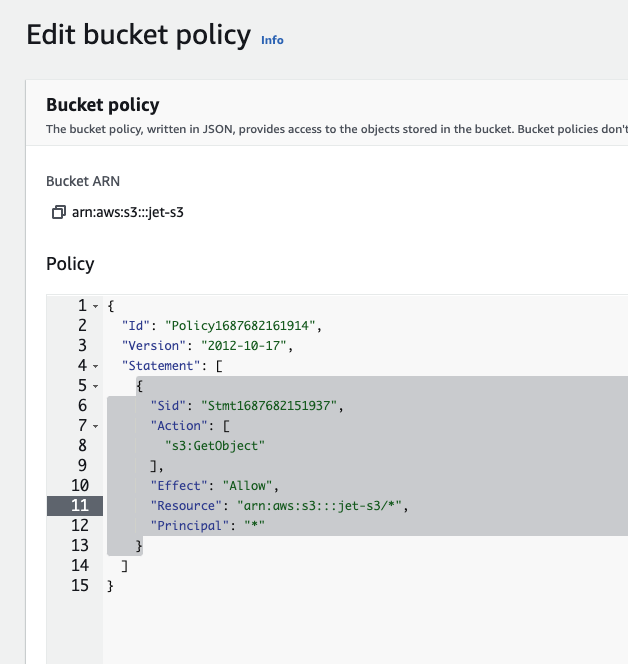 Edit bucket policy Info
Bucket policy
The bucket policy, written in JSON, provides access to the objects stored in the bucket. Bucket policies don't
Bucket ARN
arn:aws:s3:::jet-s3
Policy
1 {
2 "Id": "Policy1687682161914",
3 "Version": "2012-10-17",
4 "Statement": [
5 {
6 "Sid": "Stmt1687682151937",
7 "Action": [
8 "s3:GetObject"
9 ],
10 "Effect": "Allow",
11 "Resource": "arn:aws:s3:::jet-s3/*",
12 "Principal": "*"
13 }
14 ]
15 }